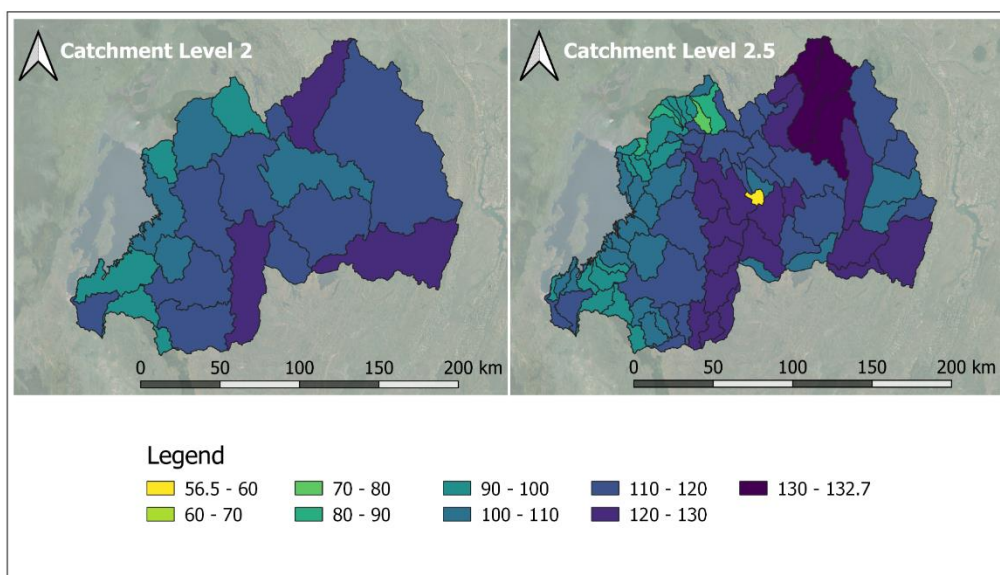 Catchment Level 2
Catchment Level 2.5
0 50 100 150 200 km
0 50 100 150 200 km
Legend
56.5 - 60
70 - 80
90 - 100
110 - 120
130 - 132.7
60 - 70
80 - 90
100 - 110
120 - 130